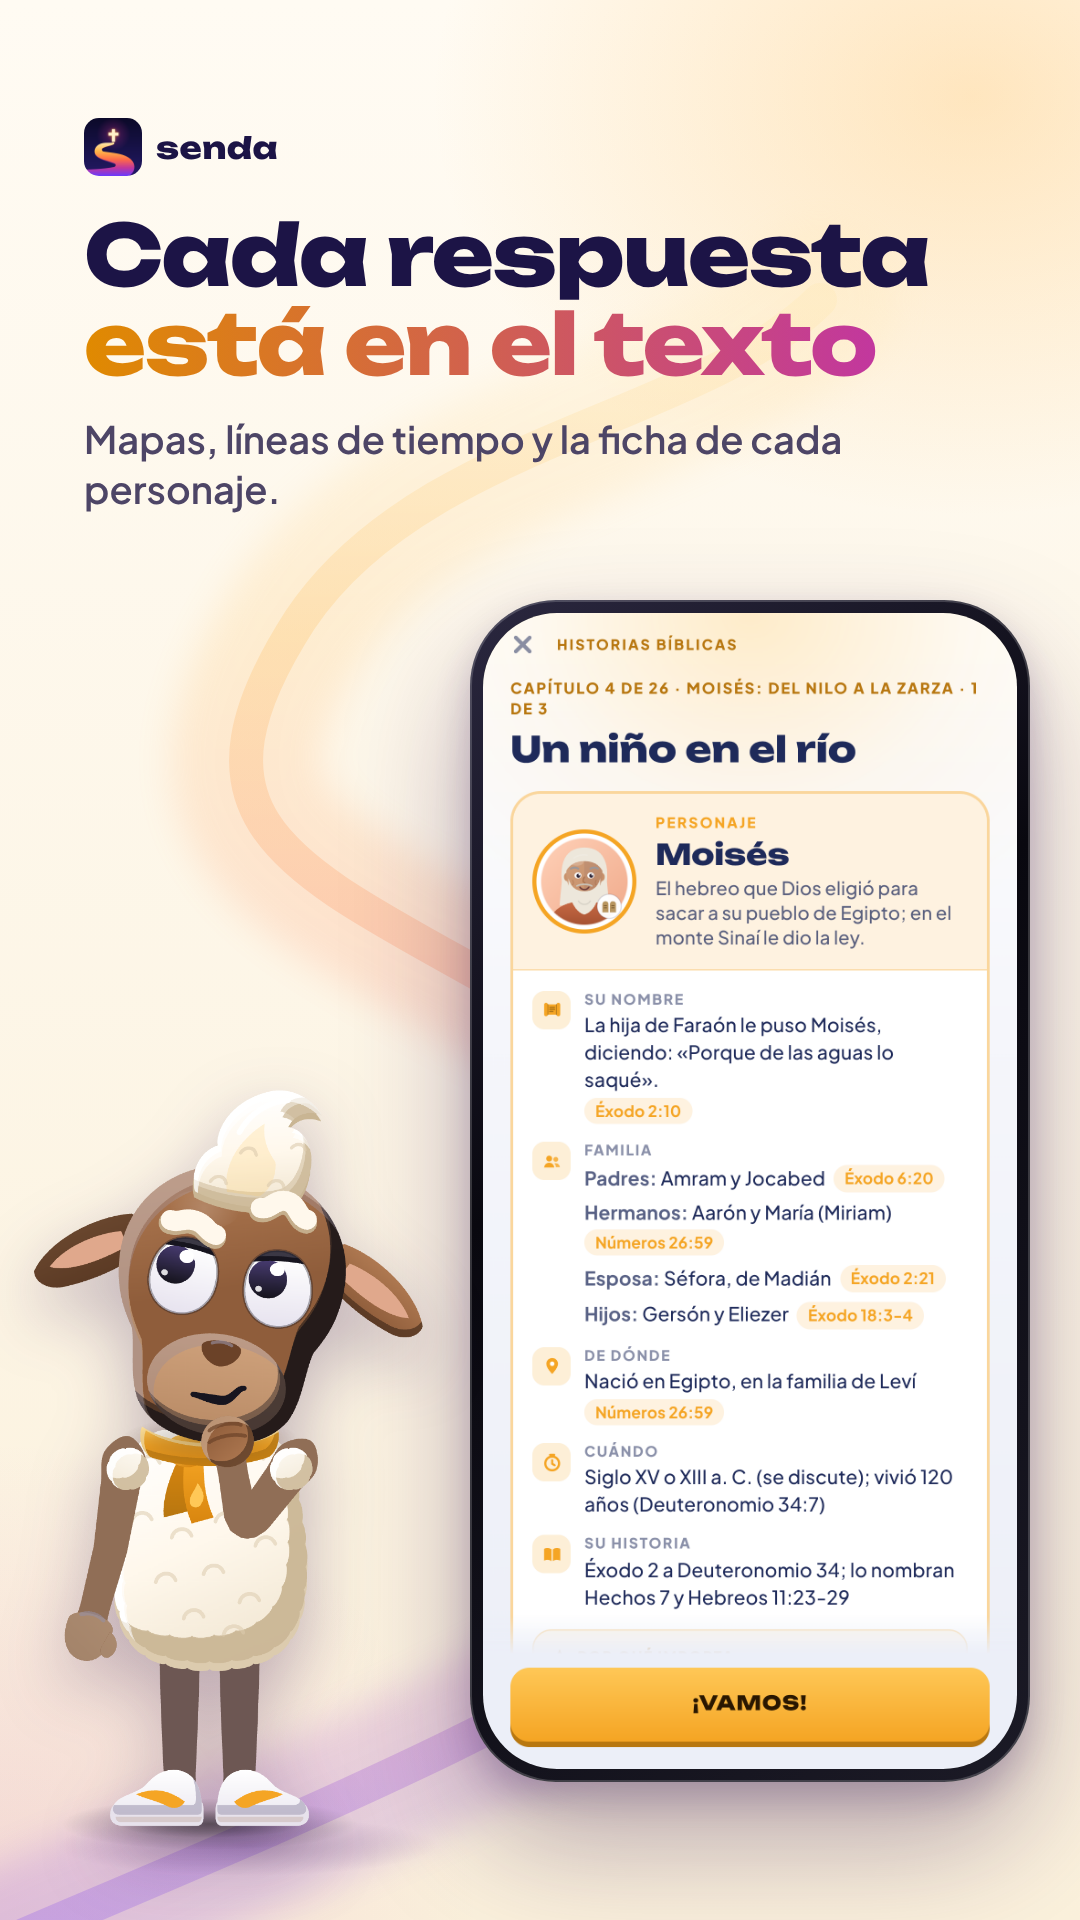 senda
Cada respuesta
está en el texto
Mapas, líneas de tiempo y la ficha de cada
personaje.
HISTORIAS BÍBLICAS
CAPÍTULO 4 DE 26 · MOISÉS: DEL NILO A LA ZARZA · 1
DE 3
Un niño en el río
PERSONAJE
Moisés
El hebreo que Dios eligió para
sacar a su pueblo de Egipto; en el
monte Sinaí le dio la ley.
SU NOMBRE
La hija de Faraón le puso Moisés,
diciendo: «Porque de las aguas lo
saqué».
Éxodo 2:10
FAMILIA
Padres: Amram y Jocabed Éxodo 6:20
Hermanos: Aarón y María (Miriam)
Números 26:59
Esposa: Séfora, de Madián Éxodo 2:21
Hijos: Gersón y Eliezer Éxodo 18:3-4
DE DÓNDE
Nació en Egipto, en la familia de Leví
Números 26:59
CUÁNDO
Siglo XV o XIII a. C. (se discute); vivió 120
años (Deuteronomio 34:7)
SU HISTORIA
Éxodo 2 a Deuteronomio 34; lo nombran
Hechos 7 y Hebreos 11:23-29
¡VAMOS!